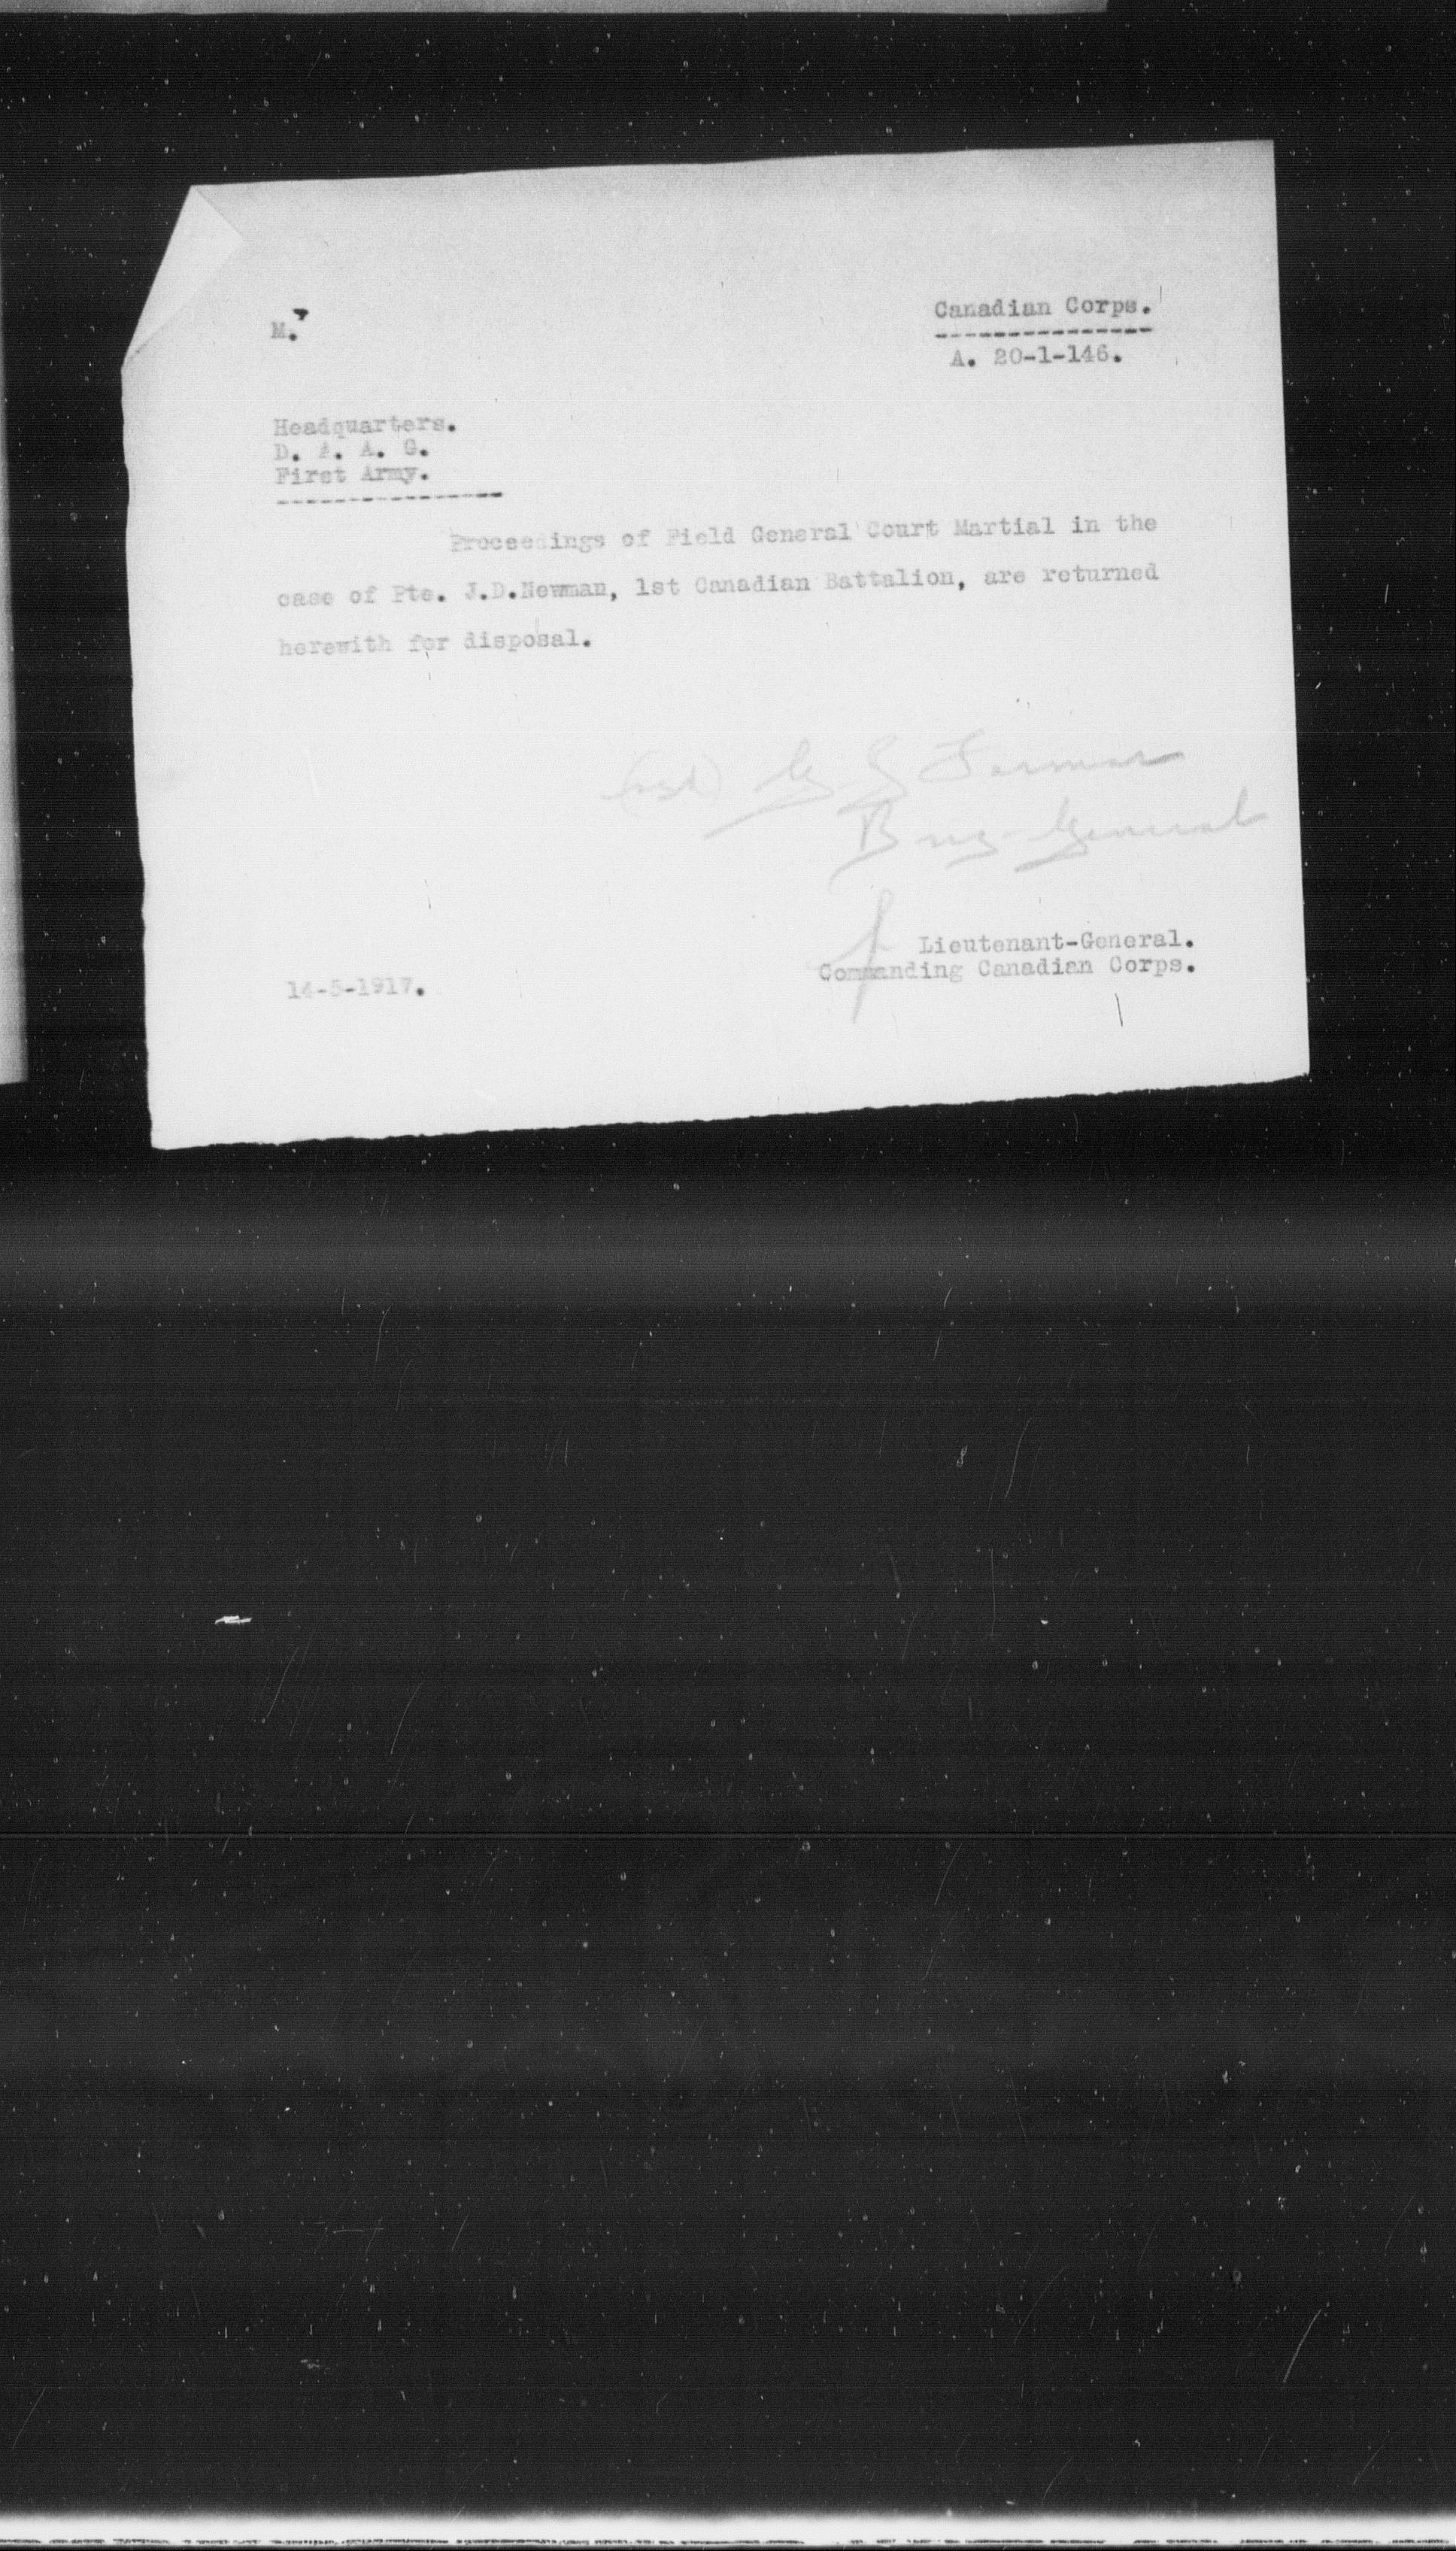 Canadian Corps.
M.
A. 20-1-146.
Headquarters.
D. A. A. G.
First Army.
Proceedings of Field General Court Martial in the
case of Pte. J.D.Newman, 1st Canadian Battalion, are returned
herewith for disposal.
(sgd) G G Farmar
Brig-General
f
Lieutenant-General.
Commanding Canadian Corps.
14-5-1917.